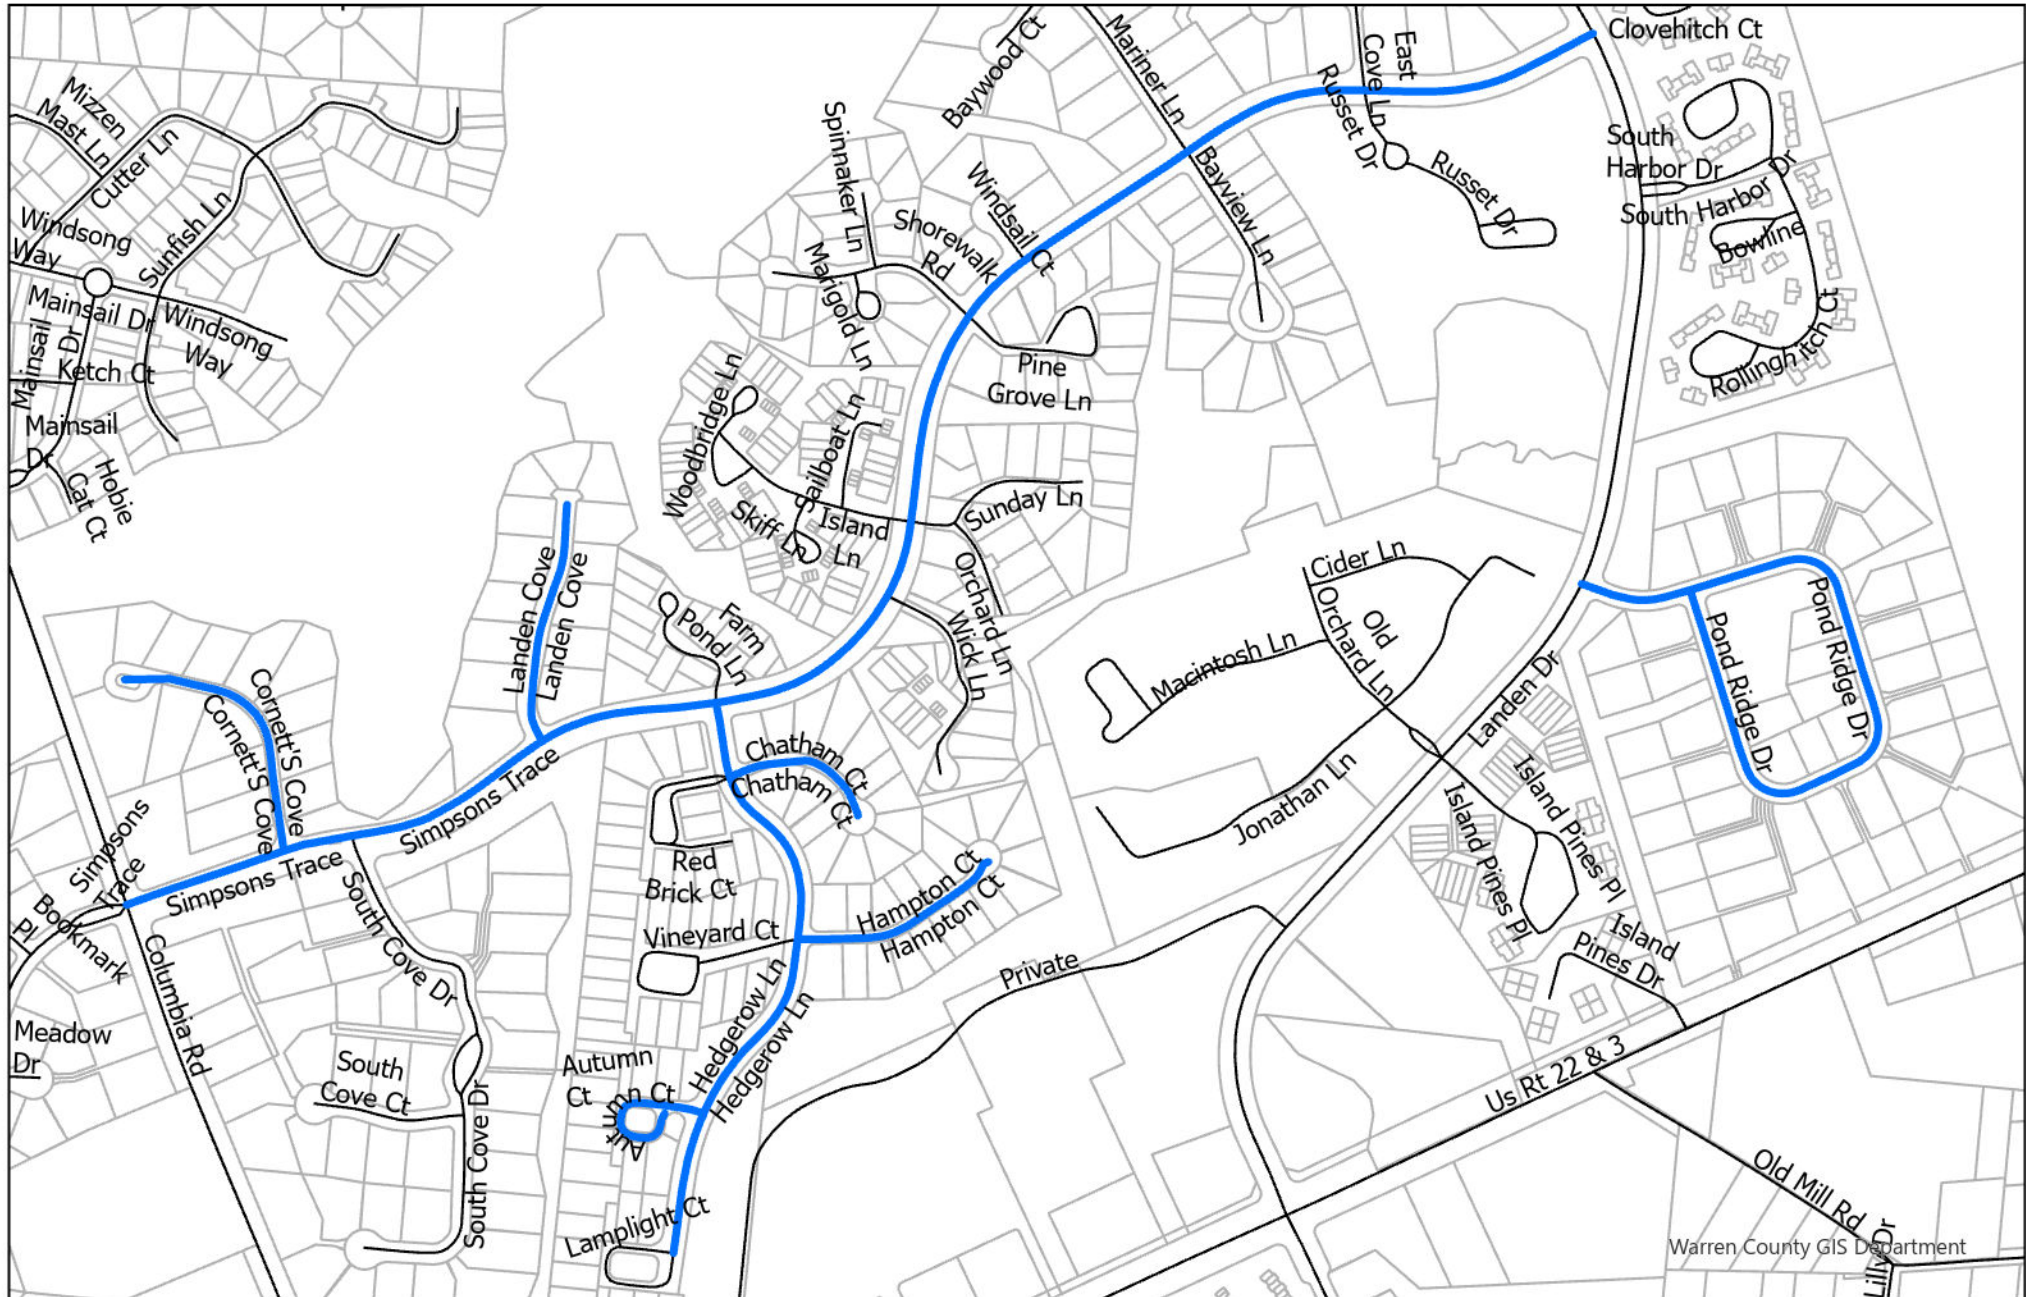 Clovehitch Ct
Baywood Ct
Mariner Ln
East
Cove Ln
Russet Dr
Russet Dr
South
Harbor Dr
South Harbor Dr
Bowline
Rollinghitch Ct
Mizzen
Mast Ln
Cutter Ln
Windsong
Way
Sunfish Ln
Mainsail Dr
Windsong
Way
Mainsail
Dr
Ketch Ct
Mainsail
Dr
Hobie
Cat Ct
Spinnaker Ln
Shorewalk
Rd
Marigold Ln
Windsail Ct
Bayview Ln
Pine
Grove Ln
Woodbridge Ln
Sailboat Ln
Skiff Ln
Island
Ln
Sunday Ln
Orchard Ln
Wick Ln
Farm
Pond Ln
Landen Cove
Landen Cove
Cornett'S Cove
Cornett'S Cove
Cider Ln
Old
Orchard Ln
Macintosh Ln
Jonathan Ln
Landen Dr
Pond Ridge Dr
Pond Ridge Dr
Island Pines Pl
Island Pines Pl
Island
Pines Dr
Simpsons
Trace
Simpsons Trace
Simpsons Trace
Bookmark
Pl
Columbia Rd
Meadow
Dr
South Cove Dr
South
Cove Ct
South Cove Dr
Chatham Ct
Chatham Ct
Red
Brick Ct
Vineyard Ct
Hampton Ct
Hampton Ct
Hedgerow Ln
Hedgerow Ln
Autumn
Ct
Autumn Ct
Lamplight Ct
Private
Us Rt 22 & 3
Old Mill Rd
Lilly Dr
Warren County GIS Department